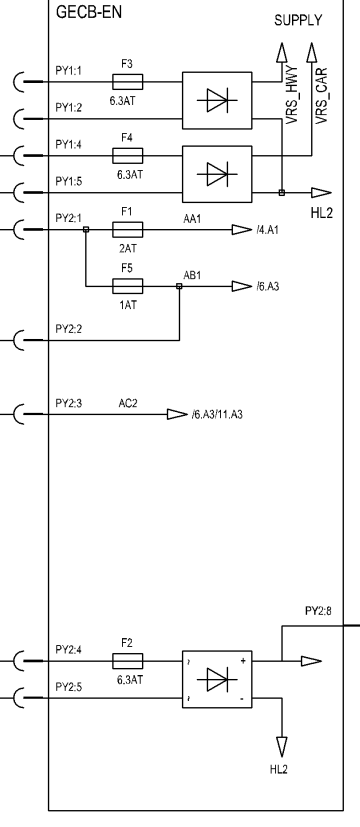 GECB-EN
SUPPLY
VRS_HWY
VRS_CAR
PY1:1
F3
6.3AT
PY1:2
PY1:4
F4
6.3AT
PY1:5
HL2
PY2:1
F1
AA1
2AT
/4.A1
F5
AB1
1AT
/6.A3
PY2:2
PY2:3
AC2
/6.A3/11.A3
PY2:8
PY2:4
F2
6.3AT
~
+
PY2:5
~
-
HL2